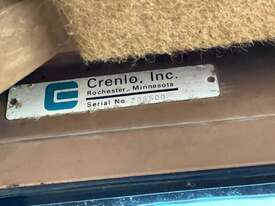 Crenlo, Inc.
Rochester, Minnesota
Serial No.